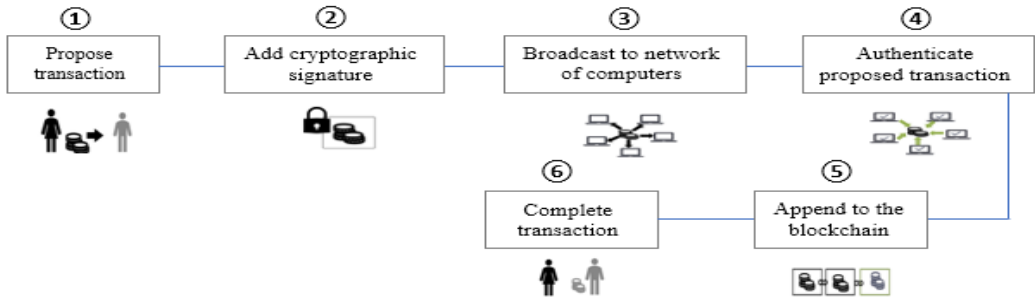 ①
Propose
transaction
②
Add cryptographic
signature
③
Broadcast to network
of computers
④
Authenticate
proposed transaction
⑤
Append to the
blockchain
⑥
Complete
transaction